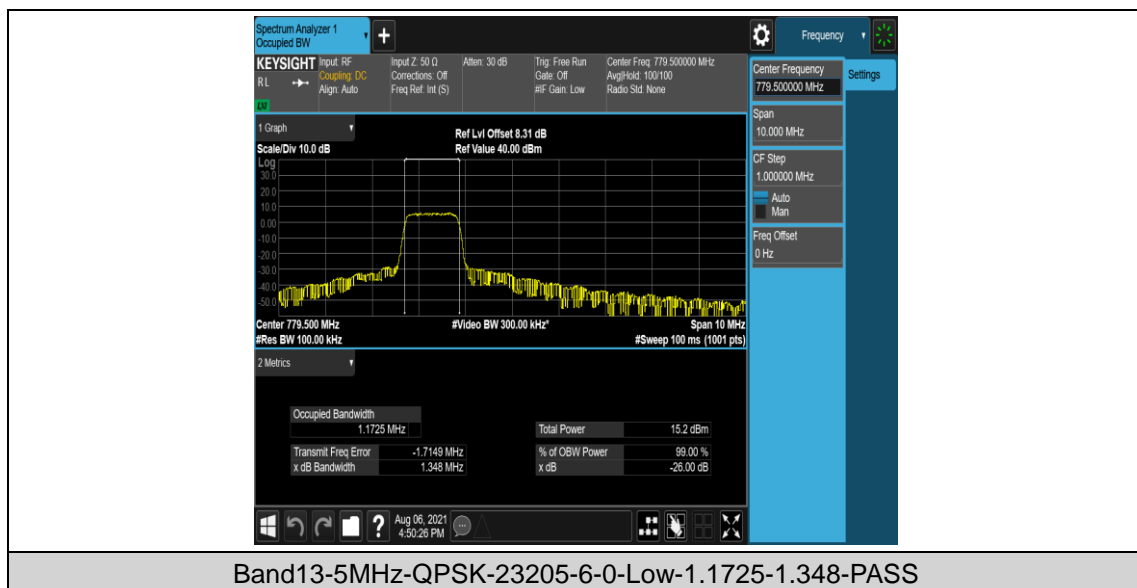 Spectrum Analyzer 1
Occupied BW
+
Frequency
KEYSIGHT
RL
LXI
Input: RF
Coupling: DC
Align: Auto
Input Z: 50 Ω
Corrections: Off
Freq Ref: Int (S)
Atten: 30 dB
Trig: Free Run
Gate: Off
#IF Gain: Low
Center Freq: 779.500000 MHz
Avg|Hold: 100/100
Radio Std: None
Center Frequency
779.500000 MHz
Settings
Span
10.000 MHz
CF Step
1.000000 MHz
Auto
Man
Freq Offset
0 Hz
1 Graph
Scale/Div 10.0 dB
Ref Lvl Offset 8.31 dB
Ref Value 40.00 dBm
Log
30.0
20.0
10.0
0.00
-10.0
-20.0
-30.0
-40.0
-50.0
Center 779.500 MHz
#Video BW 300.00 kHz*
Span 10 MHz
#Res BW 100.00 kHz
#Sweep 100 ms (1001 pts)
2 Metrics
Occupied Bandwidth
1.1725 MHz
Total Power 15.2 dBm
Transmit Freq Error -1.7149 MHz
% of OBW Power 99.00 %
x dB Bandwidth 1.348 MHz
x dB -26.00 dB
?
Aug 06, 2021
4:50:26 PM
Band13-5MHz-QPSK-23205-6-0-Low-1.1725-1.348-PASS